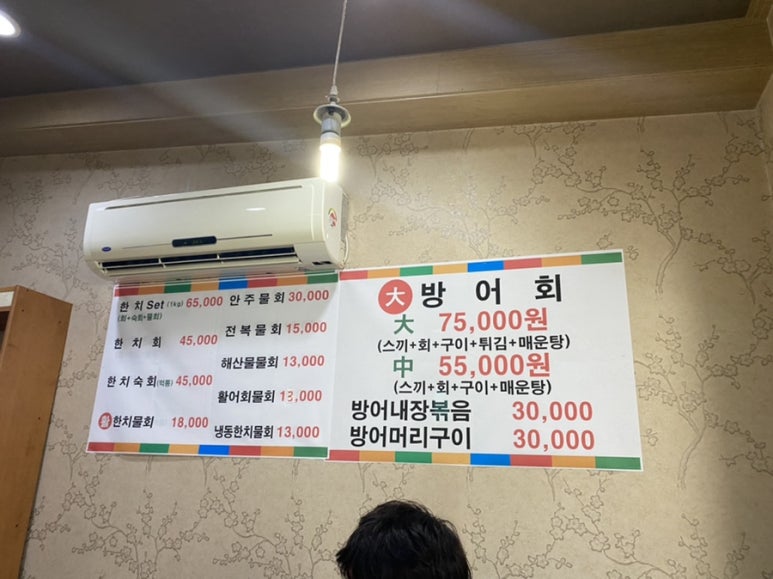 한치Set (1kg) 65,000
(회+숙회+물회)
한치회 45,000
한치숙회 45,000
活 한치물회 18,000
안주물회 30,000
전복물회 15,000
해산물물회 13,000
활어회물회 13,000
냉동한치물회 13,000
大 방어회
大 75,000원
(스끼+회+구이+튀김+매운탕)
中 55,000원
(스끼+회+구이+매운탕)
방어내장볶음 30,000
방어머리구이 30,000